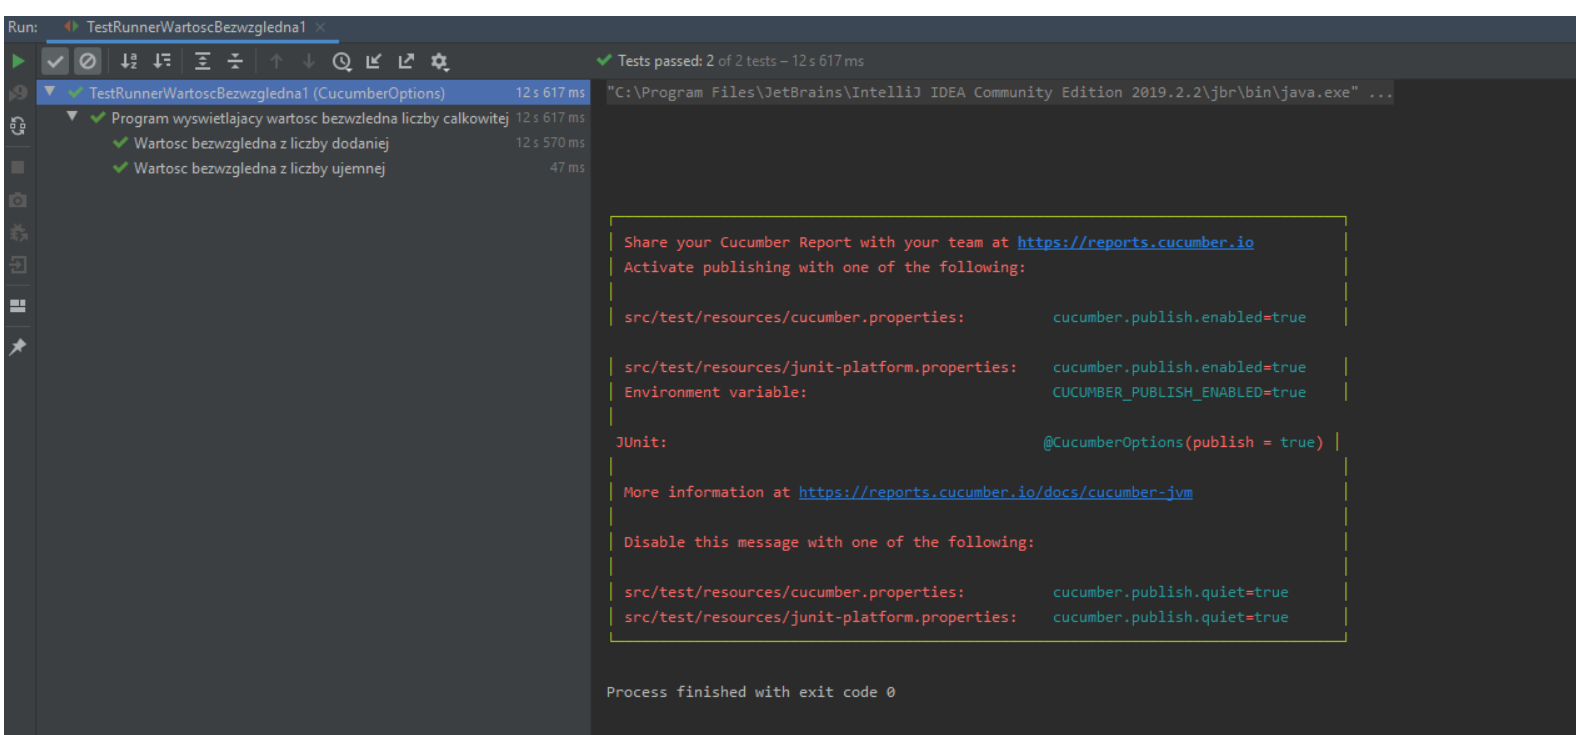 Run: TestRunnerWartoscBezwzgledna1
Tests passed: 2 of 2 tests – 12 s 617 ms
TestRunnerWartoscBezwzgledna1 (CucumberOptions) 12 s 617 ms
Program wyswietlajacy wartosc bezwzledna liczby calkowitej 12 s 617 ms
Wartosc bezwzgledna z liczby dodaniej 12 s 570 ms
Wartosc bezwzgledna z liczby ujemnej 47 ms
"C:\Program Files\JetBrains\IntelliJ IDEA Community Edition 2019.2.2\jbr\bin\java.exe" ...
Share your Cucumber Report with your team at https://reports.cucumber.io
Activate publishing with one of the following:
src/test/resources/cucumber.properties: cucumber.publish.enabled=true
src/test/resources/junit-platform.properties: cucumber.publish.enabled=true
Environment variable: CUCUMBER_PUBLISH_ENABLED=true
JUnit: @CucumberOptions(publish = true)
More information at https://reports.cucumber.io/docs/cucumber-jvm
Disable this message with one of the following:
src/test/resources/cucumber.properties: cucumber.publish.quiet=true
src/test/resources/junit-platform.properties: cucumber.publish.quiet=true
Process finished with exit code 0